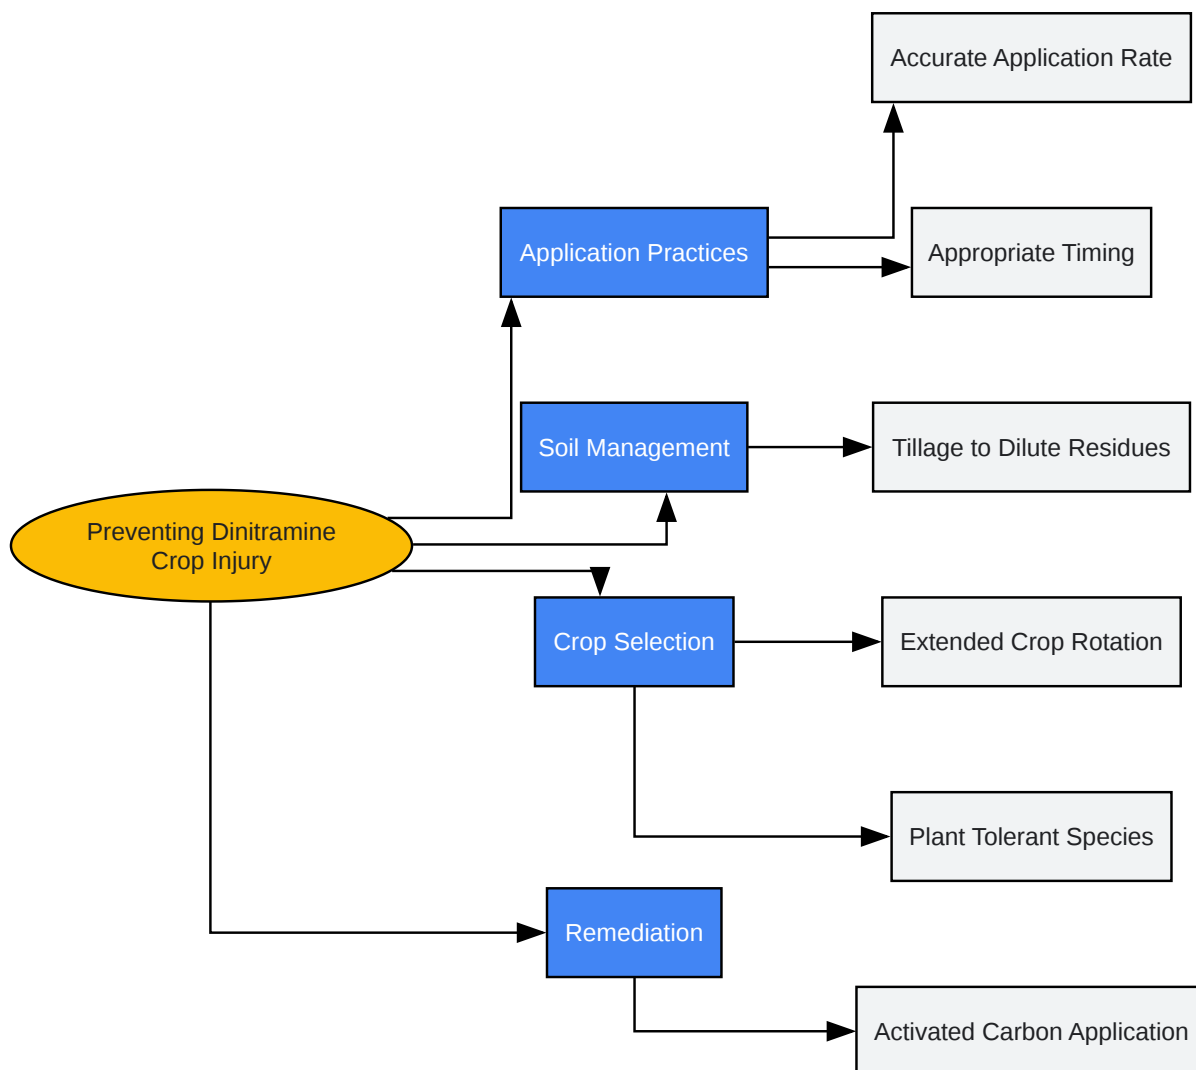 Accurate Application Rate
Application Practices
Appropriate Timing
Soil Management
Tillage to Dilute Residues
Preventing Dinitramine
Crop Injury
Crop Selection
Extended Crop Rotation
Plant Tolerant Species
Remediation
Activated Carbon Application